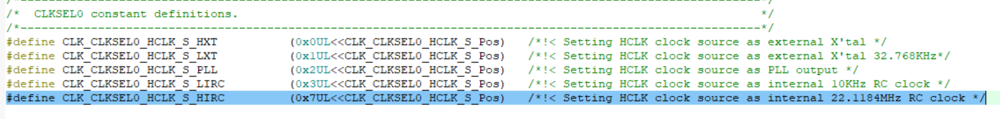 /*---------------------------------------------------------------------------------------------------------*/
/*  CLKSEL0 constant definitions.                                                                            */
/*---------------------------------------------------------------------------------------------------------*/
#define CLK_CLKSEL0_HCLK_S_HXT          (0x0UL<<CLK_CLKSEL0_HCLK_S_Pos)   /*!< Setting HCLK clock source as external X'tal */
#define CLK_CLKSEL0_HCLK_S_LXT          (0x1UL<<CLK_CLKSEL0_HCLK_S_Pos)   /*!< Setting HCLK clock source as external X'tal 32.768KHz*/
#define CLK_CLKSEL0_HCLK_S_PLL          (0x2UL<<CLK_CLKSEL0_HCLK_S_Pos)   /*!< Setting HCLK clock source as PLL output */
#define CLK_CLKSEL0_HCLK_S_LIRC         (0x3UL<<CLK_CLKSEL0_HCLK_S_Pos)   /*!< Setting HCLK clock source as internal 10KHz RC clock */
#define CLK_CLKSEL0_HCLK_S_HIRC         (0x7UL<<CLK_CLKSEL0_HCLK_S_Pos)   /*!< Setting HCLK clock source as internal 22.1184MHz RC clock */